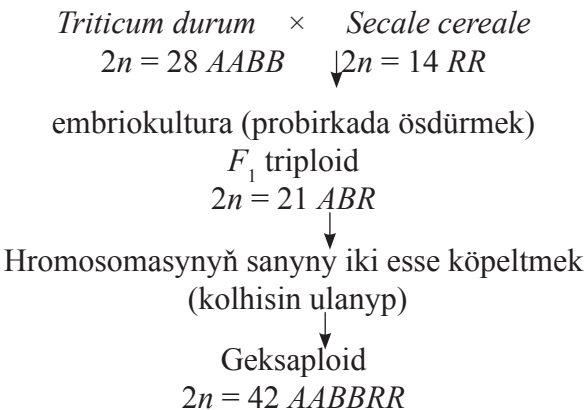 Triticum durum × Secale cereale
2n = 28 AABB 2n = 14 RR
embriokultura (probirkada ösdürmek)
F₁ triploid
2n = 21 ABR
Hromosomasynyň sanyny iki esse köpeltmek
(kolhisin ulanyp)
Geksaploid
2n = 42 AABBRR